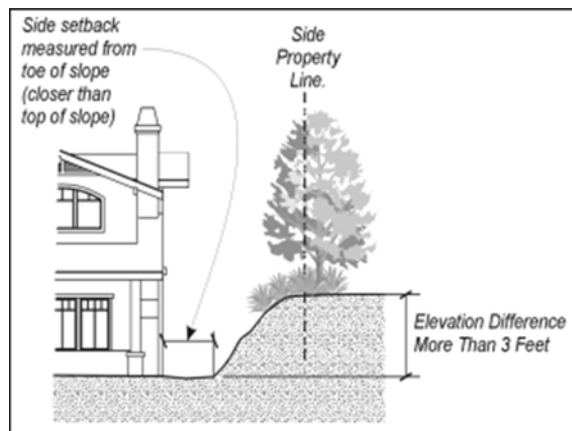 Side setback
measured from
toe of slope
(closer than
top of slope)
Side
Property
Line.
Elevation Difference
More Than 3 Feet